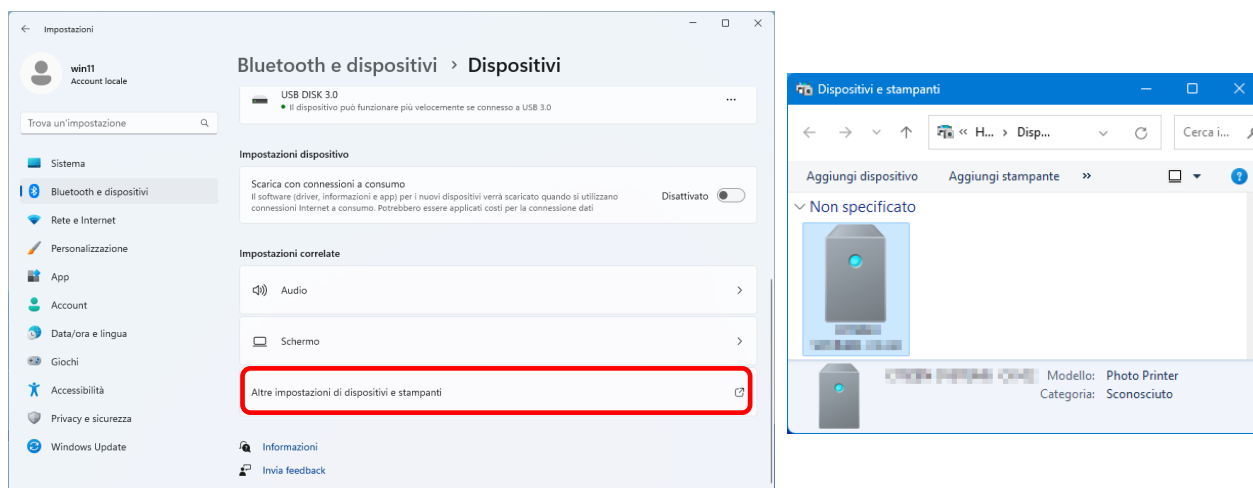 Impostazioni
win11
Account locale
Trova un'impostazione
Sistema
Bluetooth e dispositivi
Rete e Internet
Personalizzazione
App
Account
Data/ora e lingua
Giochi
Accessibilità
Privacy e sicurezza
Windows Update
Bluetooth e dispositivi > Dispositivi
USB DISK 3.0
• Il dispositivo può funzionare più velocemente se connesso a USB 3.0
Impostazioni dispositivo
Scarica con connessioni a consumo
Il software (driver, informazioni e app) per i nuovi dispositivi verrà scaricato quando si utilizzano
connessioni Internet a consumo. Potrebbero essere applicati costi per la connessione dati
Disattivato
Impostazioni correlate
Audio
Schermo
Altre impostazioni di dispositivi e stampanti
Informazioni
Invia feedback
Dispositivi e stampanti
« H... > Disp...
Cerca i...
Aggiungi dispositivo Aggiungi stampante »
Non specificato
Modello: Photo Printer
Categoria: Sconosciuto